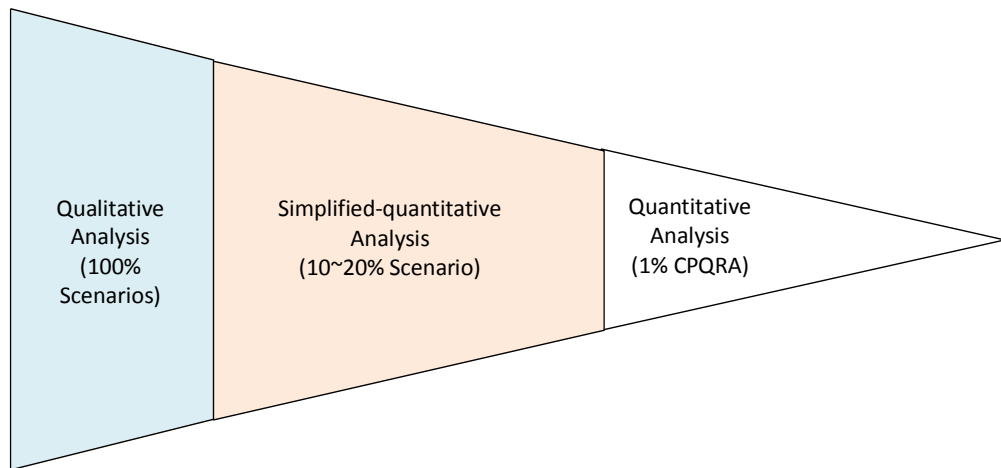 Qualitative
Analysis
(100%
Scenarios)
Simplified-quantitative
Analysis
(10~20% Scenario)
Quantitative
Analysis
(1% CPQRA)